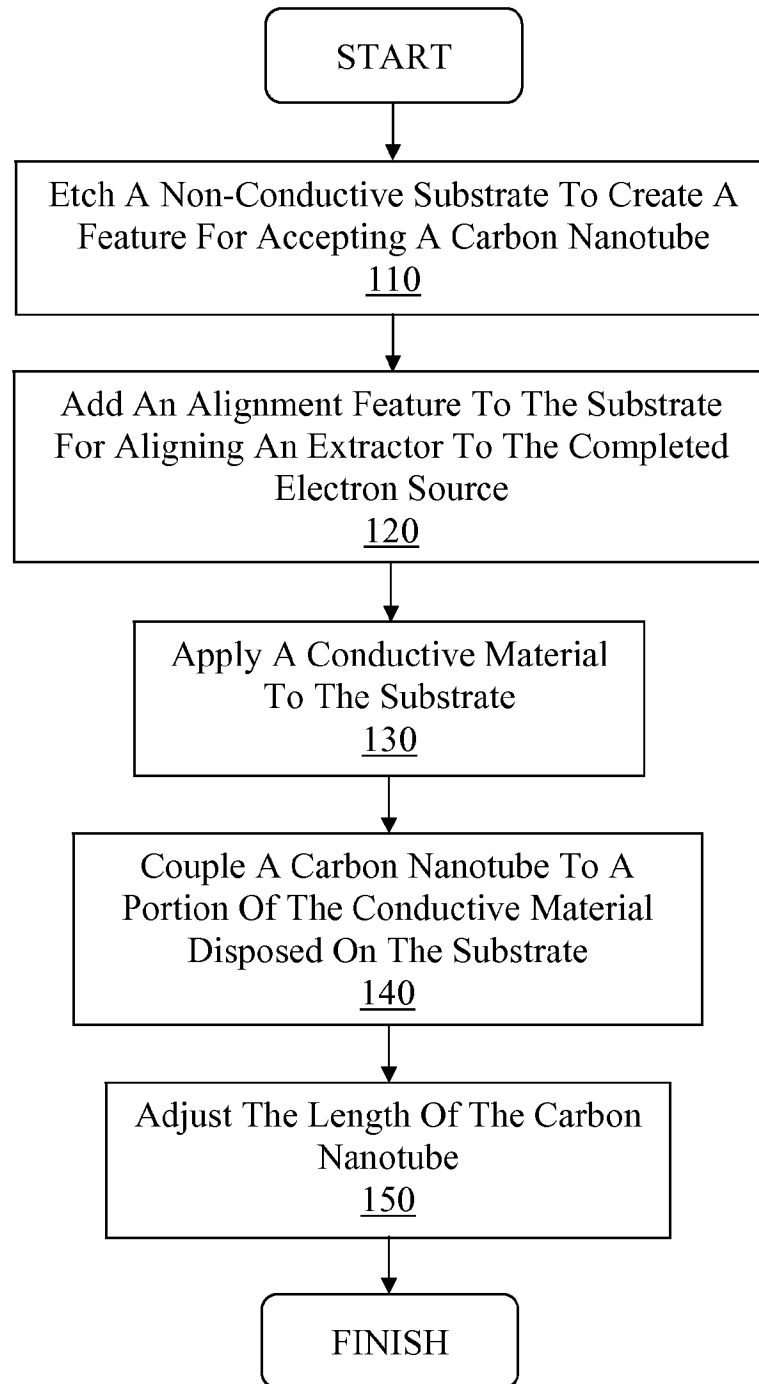 START
Etch A Non-Conductive Substrate To Create A
Feature For Accepting A Carbon Nanotube
110
Add An Alignment Feature To The Substrate
For Aligning An Extractor To The Completed
Electron Source
120
Apply A Conductive Material
To The Substrate
130
Couple A Carbon Nanotube To A
Portion Of The Conductive Material
Disposed On The Substrate
140
Adjust The Length Of The Carbon
Nanotube
150
FINISH